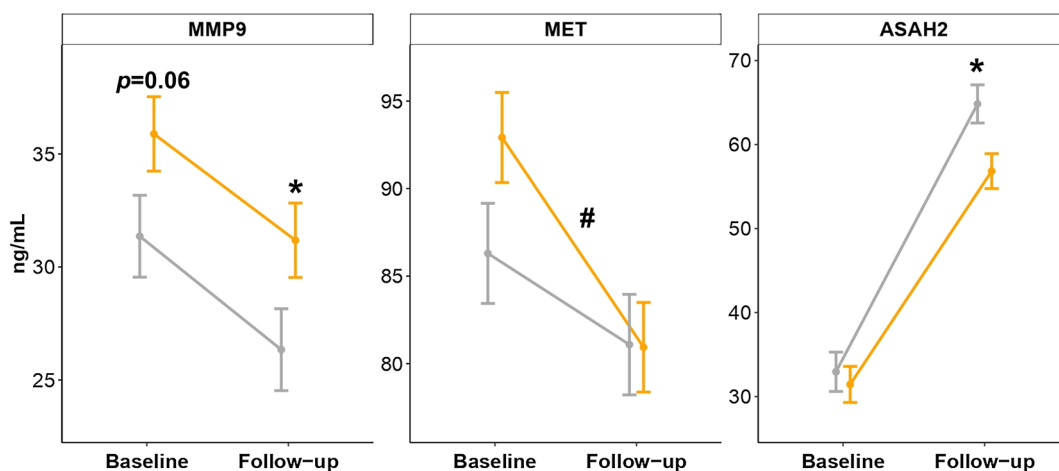 MMP9
MET
ASAH2
ng/mL
35
30
25
p=0.06
*
Baseline
Follow-up
95
90
85
80
#
Baseline
Follow-up
70
60
50
40
30
*
Baseline
Follow-up